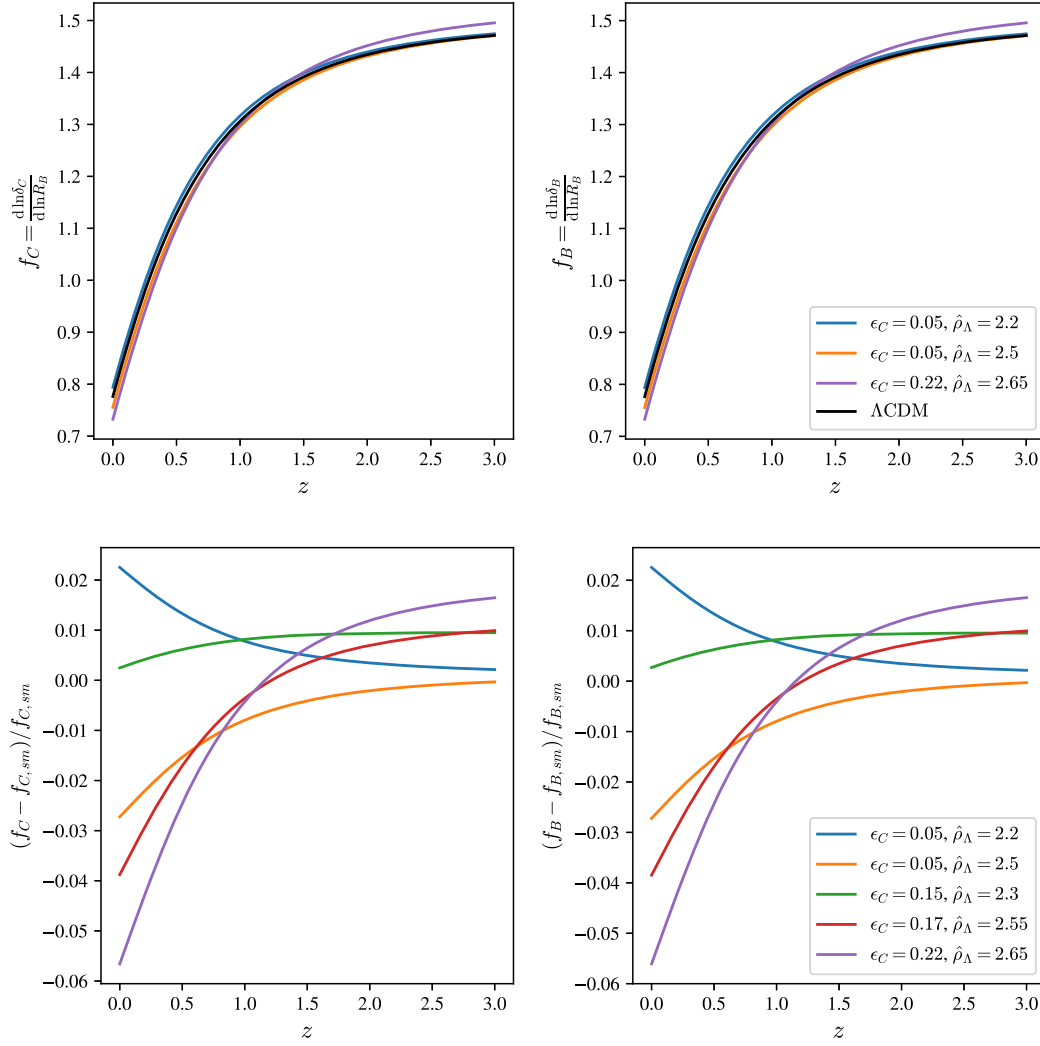 1.5
1.4
1.3
1.2
1.1
1.0
0.9
0.8
0.7
f_C = d lnδ_C / d lnR_B
0.0 0.5 1.0 1.5 2.0 2.5 3.0
z
1.5
1.4
1.3
1.2
1.1
1.0
0.9
0.8
0.7
f_B = d lnδ_B / d lnR_B
ϵ_C = 0.05, ρ̂_Λ = 2.2
ϵ_C = 0.05, ρ̂_Λ = 2.5
ϵ_C = 0.22, ρ̂_Λ = 2.65
ΛCDM
0.0 0.5 1.0 1.5 2.0 2.5 3.0
z
0.02
0.01
0.00
−0.01
−0.02
−0.03
−0.04
−0.05
−0.06
(f_C − f_{C,sm})/f_{C,sm}
0.0 0.5 1.0 1.5 2.0 2.5 3.0
z
0.02
0.01
0.00
−0.01
−0.02
−0.03
−0.04
−0.05
−0.06
(f_B − f_{B,sm})/f_{B,sm}
ϵ_C = 0.05, ρ̂_Λ = 2.2
ϵ_C = 0.05, ρ̂_Λ = 2.5
ϵ_C = 0.15, ρ̂_Λ = 2.3
ϵ_C = 0.17, ρ̂_Λ = 2.55
ϵ_C = 0.22, ρ̂_Λ = 2.65
0.0 0.5 1.0 1.5 2.0 2.5 3.0
z